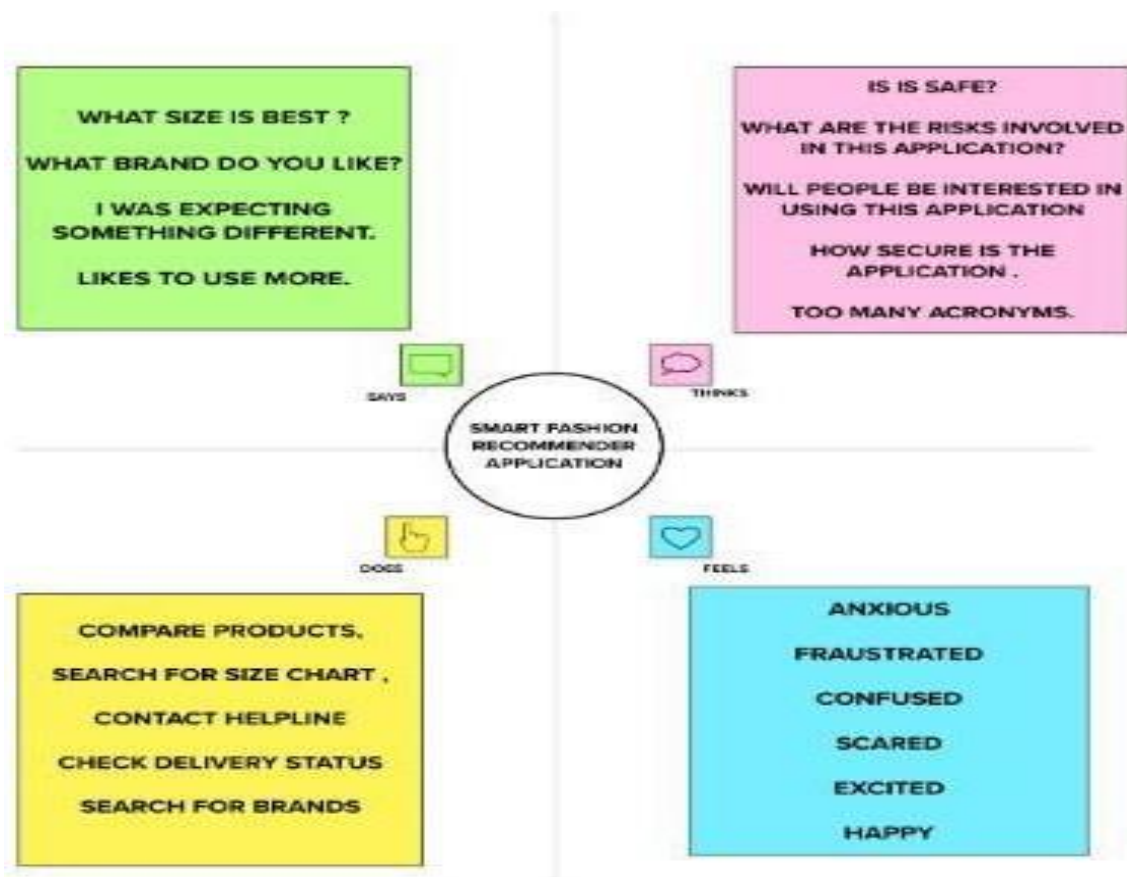 WHAT SIZE IS BEST ?
WHAT BRAND DO YOU LIKE?
I WAS EXPECTING
SOMETHING DIFFERENT.
LIKES TO USE MORE.
IS IS SAFE?
WHAT ARE THE RISKS INVOLVED
IN THIS APPLICATION?
WILL PEOPLE BE INTERESTED IN
USING THIS APPLICATION
HOW SECURE IS THE
APPLICATION .
TOO MANY ACRONYMS.
SAYS
THINKS
SMART FASHION
RECOMMENDER
APPLICATION
DOES
FEELS
COMPARE PRODUCTS,
SEARCH FOR SIZE CHART ,
CONTACT HELPLINE
CHECK DELIVERY STATUS
SEARCH FOR BRANDS
ANXIOUS
FRAUSTRATED
CONFUSED
SCARED
EXCITED
HAPPY